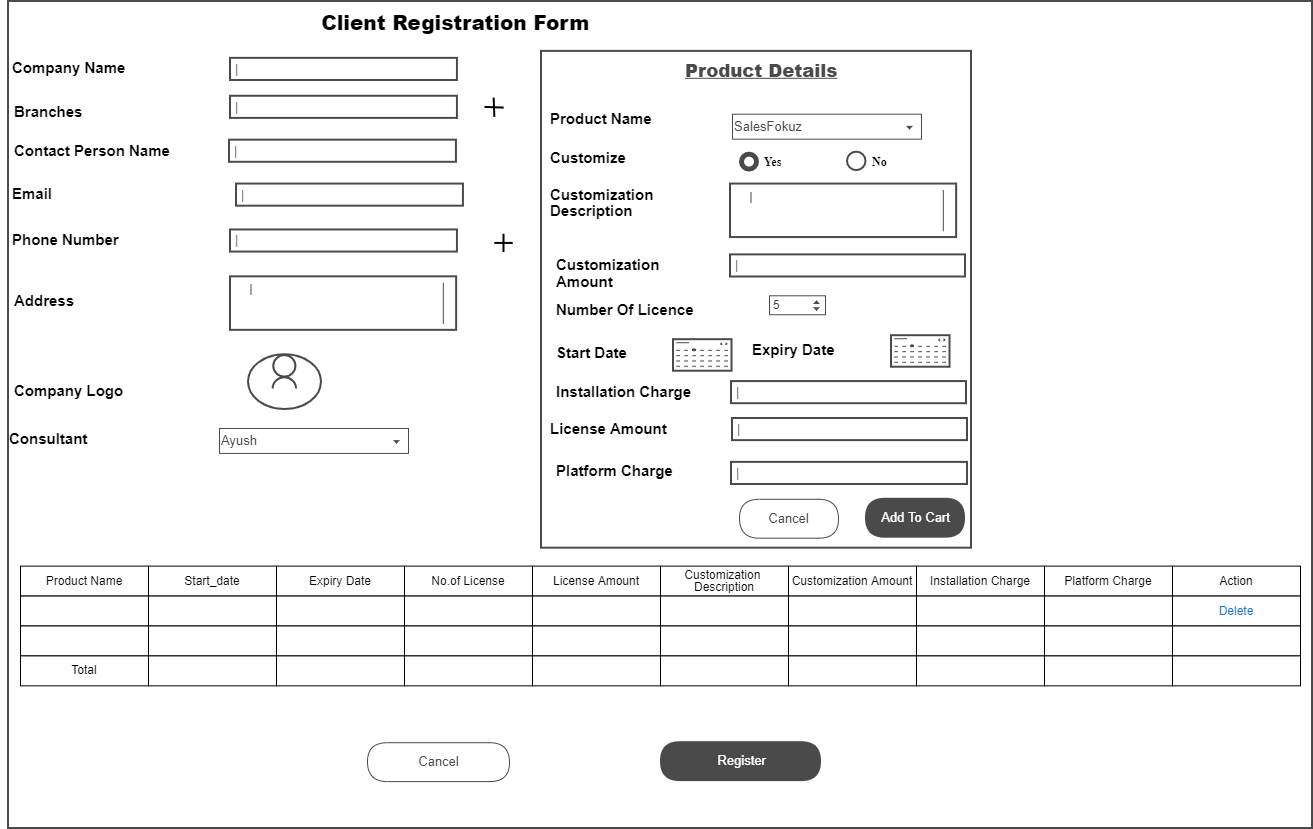 Client Registration Form
Company Name
Branches
Contact Person Name
Email
Phone Number
Address
Company Logo
Consultant
Ayush
Product Details
Product Name
SalesFokuz
Customize
Yes
No
Customization
Description
Customization
Amount
Number Of Licence
5
Start Date
Expiry Date
Installation Charge
License Amount
Platform Charge
Cancel
Add To Cart
Product Name
Start_date
Expiry Date
No.of License
License Amount
Customization
Description
Customization Amount
Installation Charge
Platform Charge
Action
Delete
Total
Cancel
Register